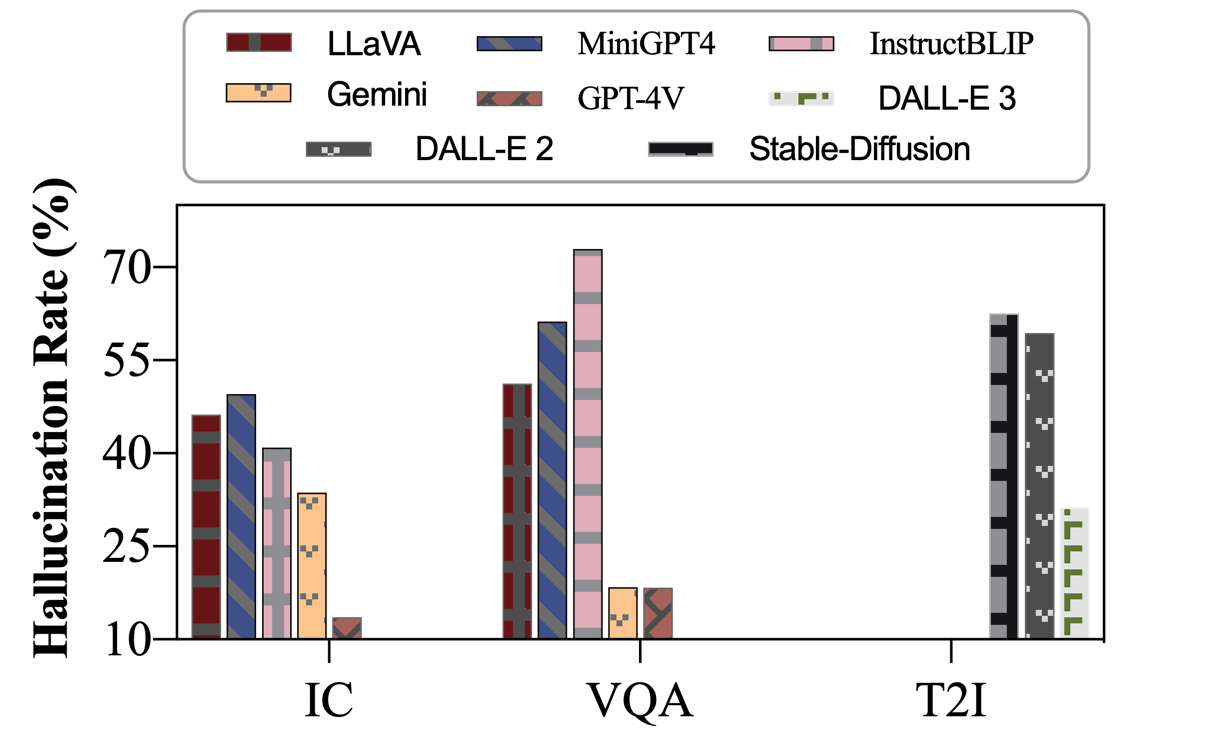 LLaVA MiniGPT4 InstructBLIP
Gemini GPT-4V DALL-E 3
DALL-E 2 Stable-Diffusion
Hallucination Rate (%)
70
55
40
25
10
IC VQA T2I